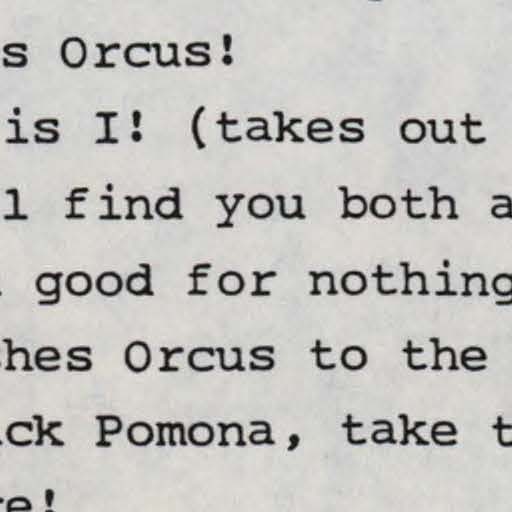 s Orcus!
is I! (takes out
l find you both a
good for nothing
hes Orcus to the
ck Pomona, take t
e!